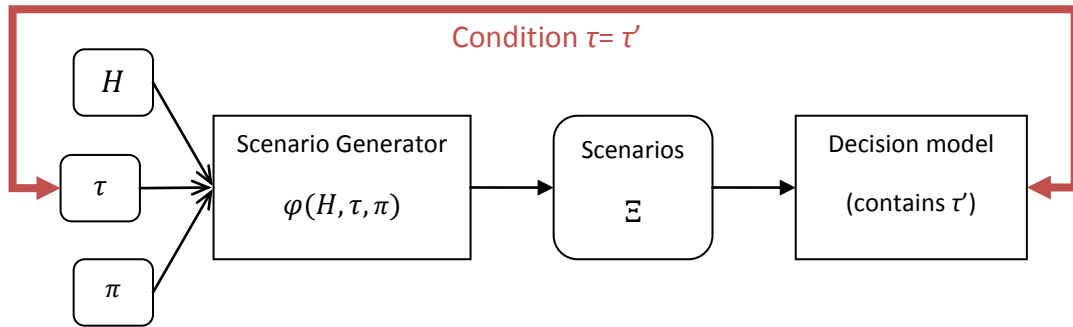 Condition τ= τ’
H
τ
π
Scenario Generator
φ(H, τ, π)
Scenarios
Ξ
Decision model
(contains τ’)